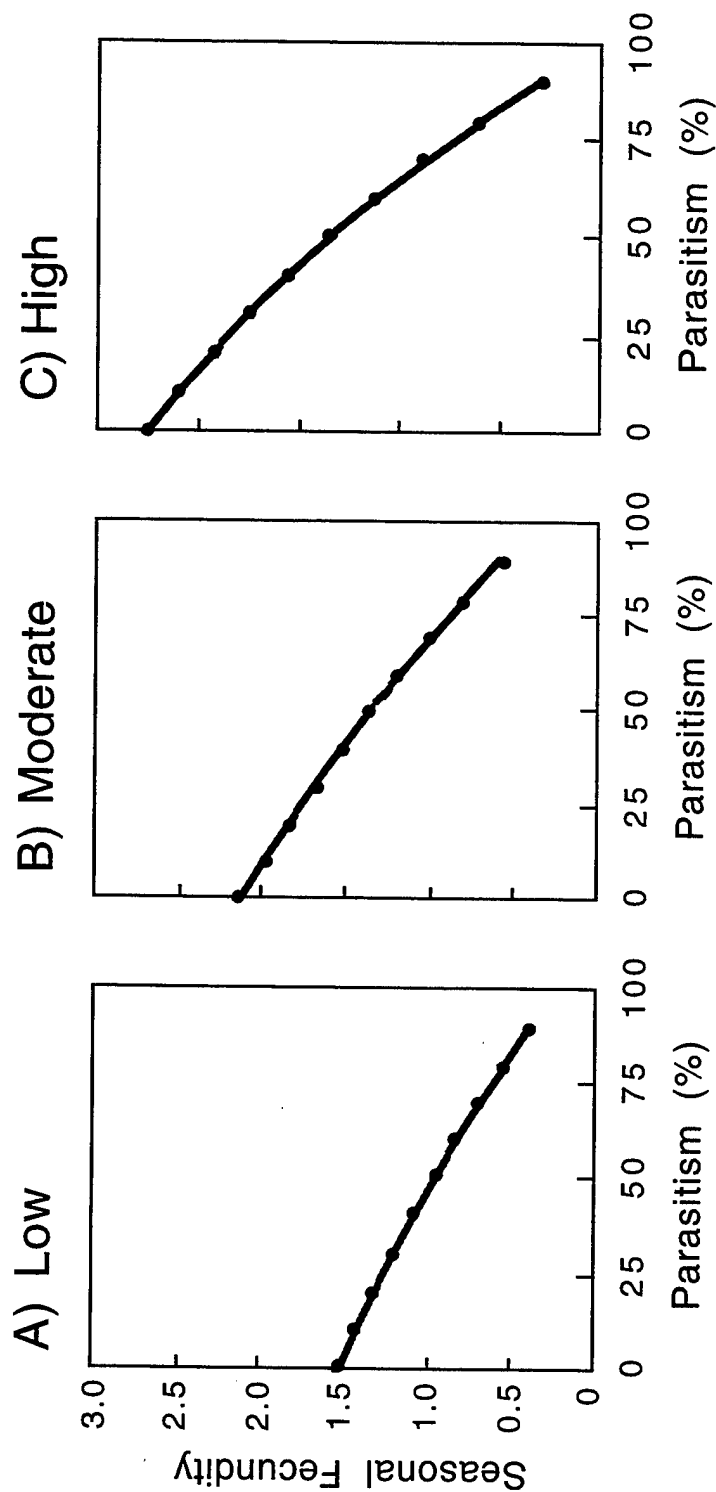 A) Low
B) Moderate
C) High
Seasonal Fecundity
3.0
2.5
2.0
1.5
1.0
0.5
0
0 25 50 75 100
0 25 50 75 100
0 25 50 75 100
Parasitism (%)
Parasitism (%)
Parasitism (%)